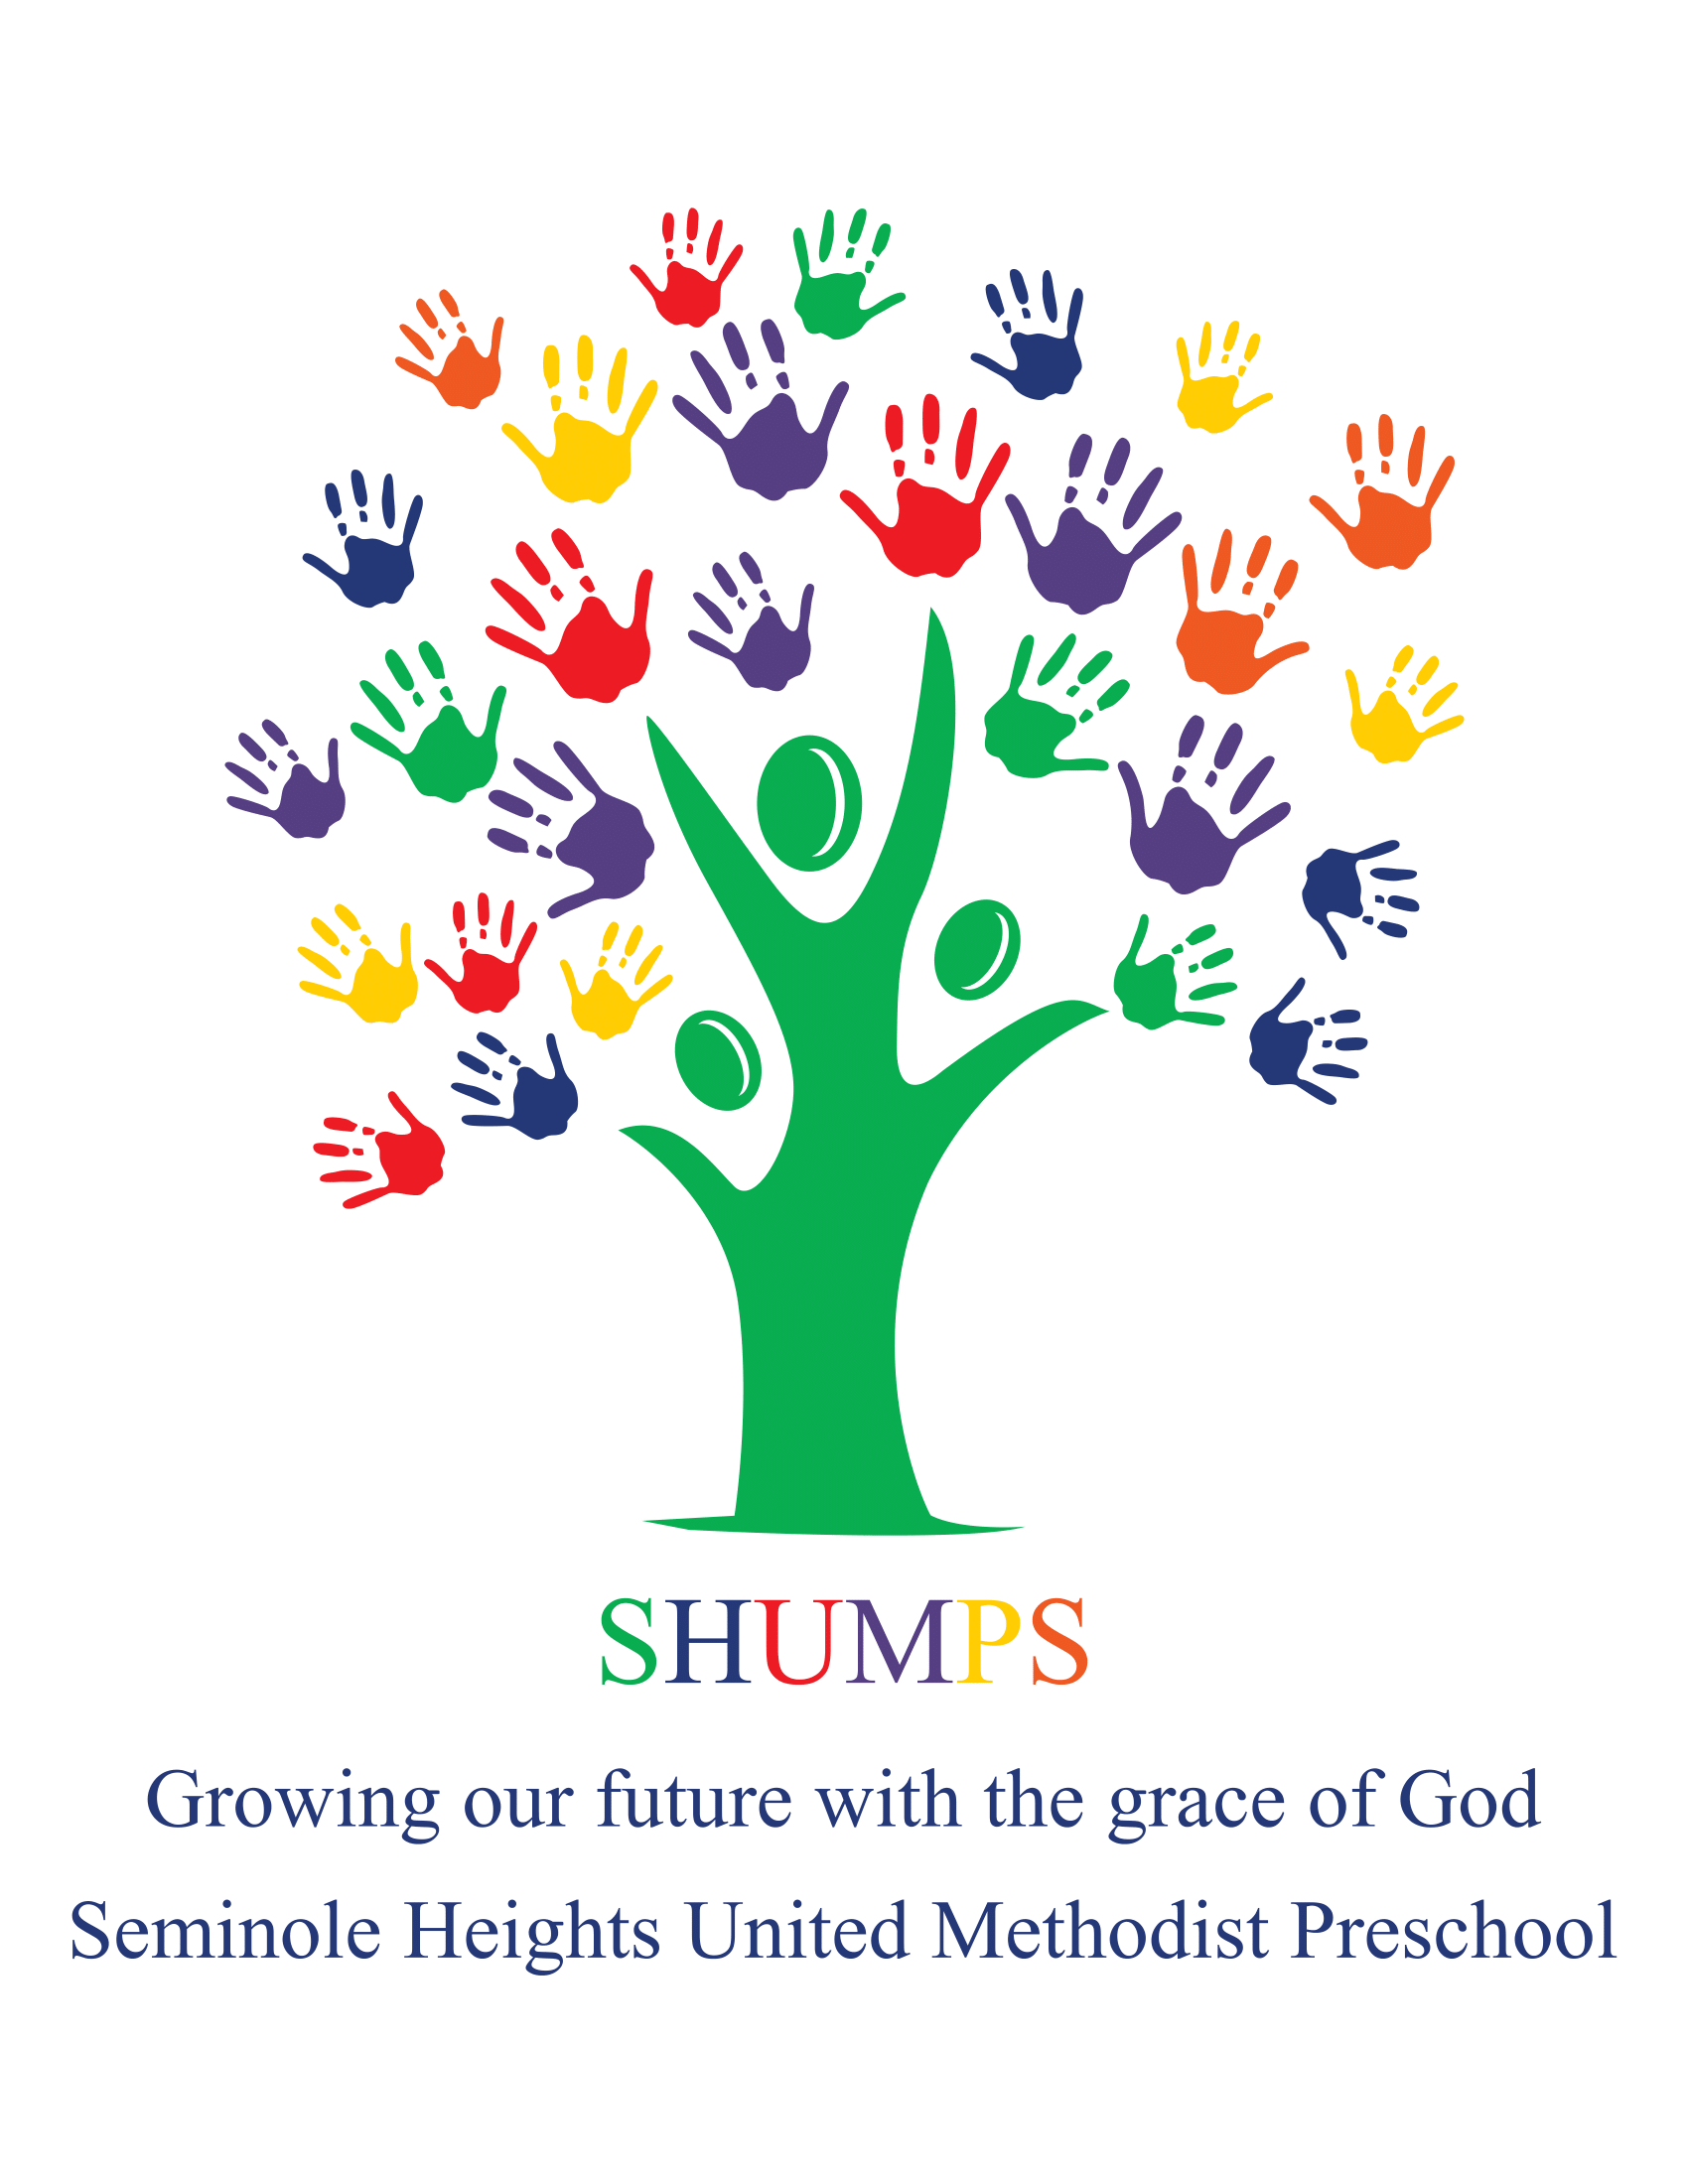 SHUMPS
Growing our future with the grace of God
Seminole Heights United Methodist Preschool